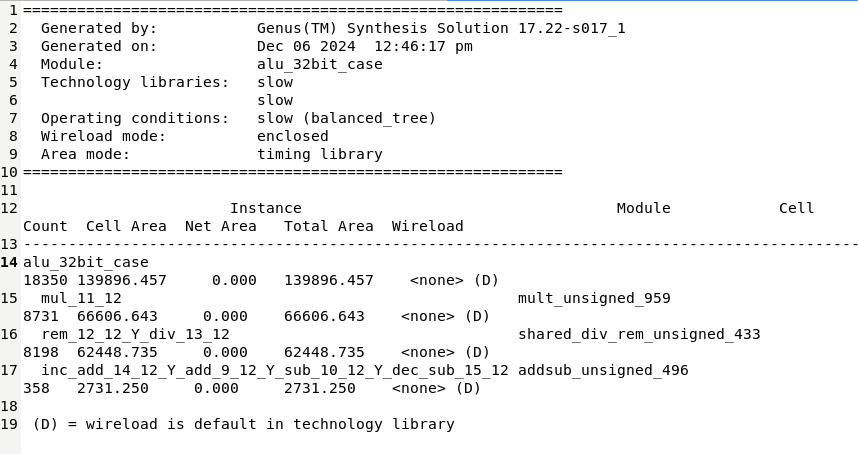 1 ============================================================
2   Generated by:           Genus(TM) Synthesis Solution 17.22-s017_1
3   Generated on:           Dec 06 2024  12:46:17 pm
4   Module:                 alu_32bit_case
5   Technology libraries:   slow
6                           slow
7   Operating conditions:   slow (balanced_tree)
8   Wireload mode:          enclosed
9   Area mode:              timing library
10 ============================================================
11
12                        Instance                                   Module            Cell
Count  Cell Area  Net Area   Total Area  Wireload
13 ---------------------------------------------------------------------------------------------
14 alu_32bit_case
18350 139896.457     0.000   139896.457    <none> (D)
15   mul_11_12                                            mult_unsigned_959
8731  66606.643    0.000    66606.643    <none> (D)
16   rem_12_12_Y_div_13_12                                shared_div_rem_unsigned_433
8198  62448.735    0.000    62448.735    <none> (D)
17   inc_add_14_12_Y_add_9_12_Y_sub_10_12_Y_dec_sub_15_12 addsub_unsigned_496
358   2731.250     0.000     2731.250    <none> (D)
18
19  (D) = wireload is default in technology library